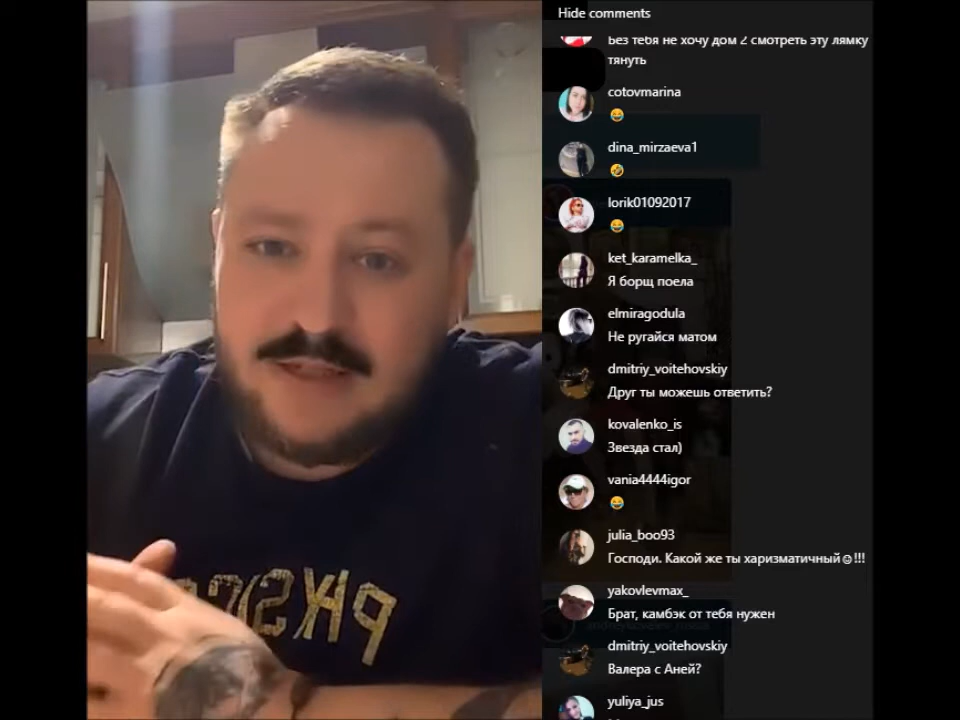 Hide comments
Без тебя не хочу дом 2 смотреть эту лямку
тянуть
cotovmarina
😂
dina_mirzaeva1
🤣
lorik01092017
😂
ket_karamelka_
Я борщ поела
elmiragodula
Не ругайся матом
dmitriy_voitehovskiy
Друг ты можешь ответить?
kovalenko_is
Звезда стал)
vania4444igor
😂
julia_boo93
Господи. Какой же ты харизматичный☺!!!
yakovlevmax_
Брат, камбэк от тебя нужен
dmitriy_voitehovskiy
Валера с Аней?
yuliya_jus